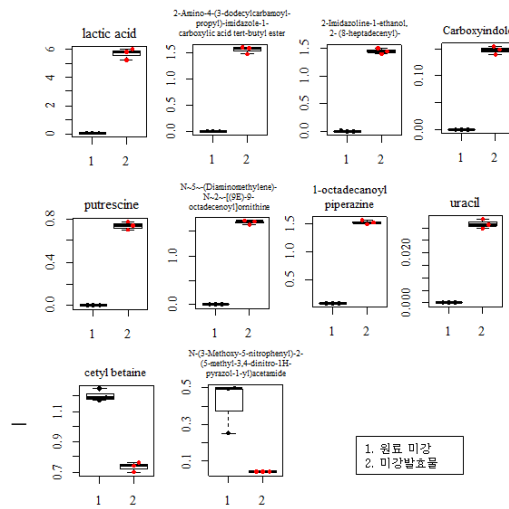 lactic acid
2-Amino-4-(3-dodecylcarbamoyl-
propyl)-imidazole-1-
carboxylic acid tert-butyl ester
2-Imidazoline-1-ethanol,
2- (8-heptadecenyl)-
Carboxyindole
0 2 4 6
1 2
0.0 0.5 1.0 1.5
1 2
0.0 0.5 1.0 1.5
1 2
0.00 0.10
1 2
putrescine
N~5~-(Diaminomethylene)-
N~2~-[(9E)-9-
octadecenoyl]ornithine
1-octadecanoyl
piperazine
uracil
0.0 0.4 0.8
1 2
0.0 1.0
1 2
0.5 1.0 1.5
1 2
0.000 0.020
1 2
cetyl betaine
N-(3-Methoxy-5-nitrophenyl)-2-
(5-methyl-3,4-dinitro-1H-
pyrazol-1-yl)acetamide
0.7 0.9 1.1
1 2
0.1 0.3 0.5
1 2
1. 원료 미강
2. 미강발효물